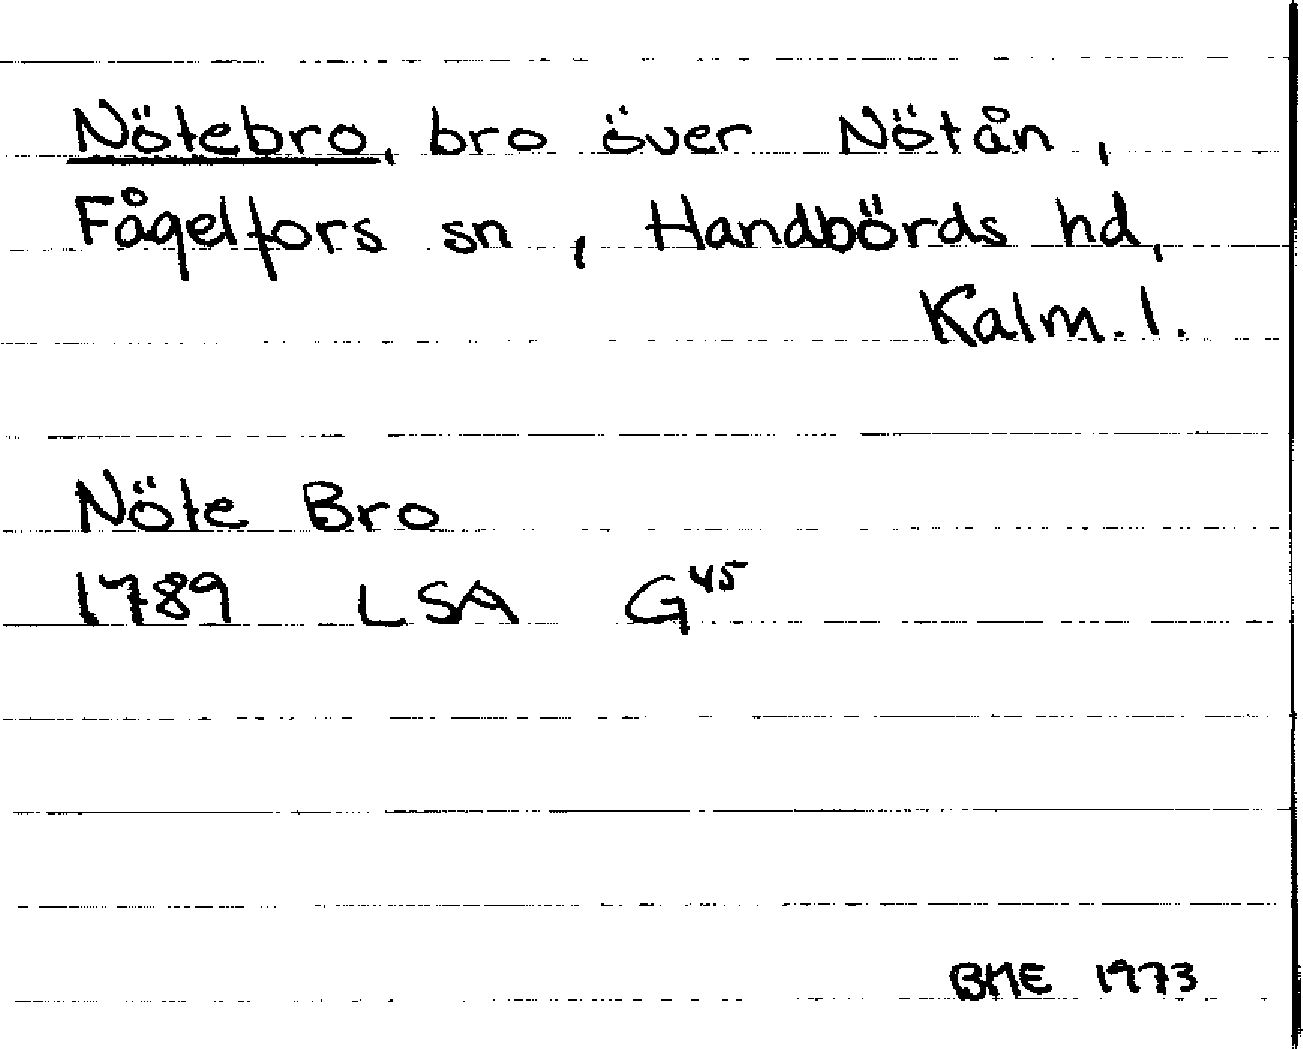 Nötebro, bro över Nötån,
Fågelfors sn, Handbörds hd,
Kalm. l.
Nöte Bro
1789 LSA G45
BME 1973